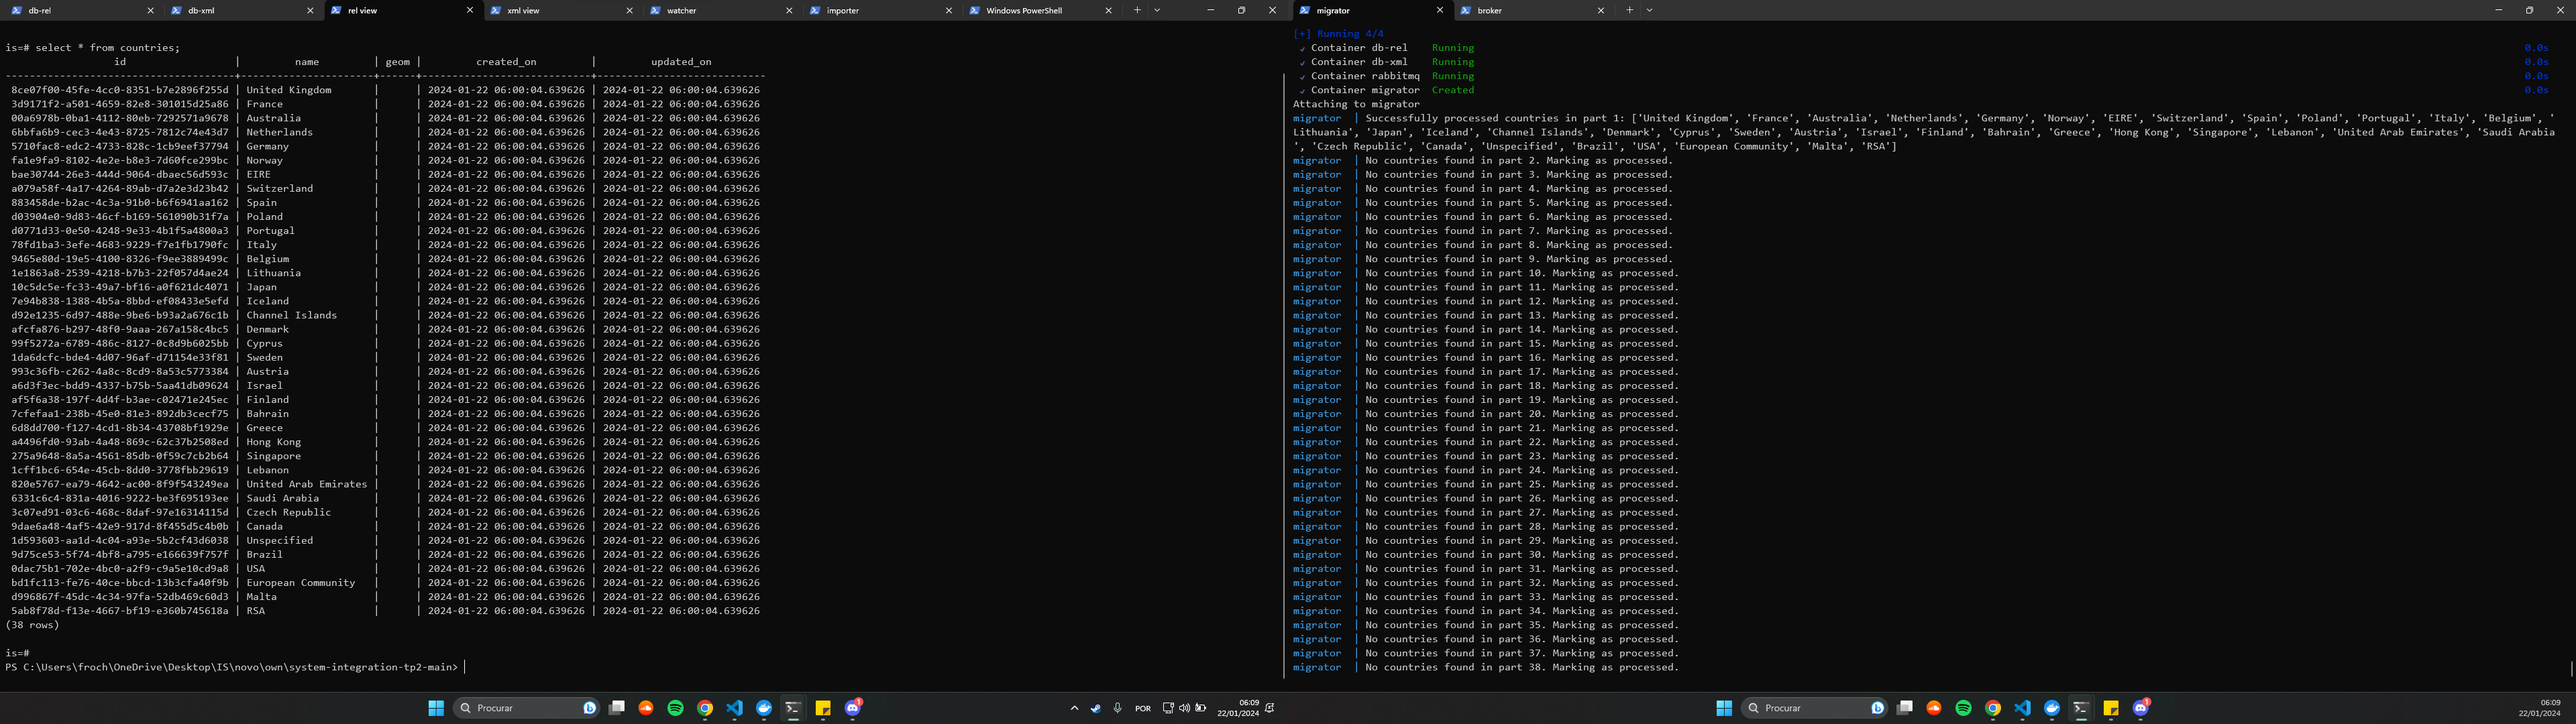 db-rel
db-xml
rel view
xml view
watcher
importer
Windows PowerShell
is=# select * from countries;
id | name | geom | created_on | updated_on
8ce07f00-45fe-4cc0-8351-b7e2896f255d | United Kingdom | | 2024-01-22 06:00:04.639626 | 2024-01-22 06:00:04.639626
3d9171f2-a501-4659-82e8-301015d25a86 | France | | 2024-01-22 06:00:04.639626 | 2024-01-22 06:00:04.639626
00a6978b-0ba1-4112-80eb-7292571a9678 | Australia | | 2024-01-22 06:00:04.639626 | 2024-01-22 06:00:04.639626
6bbfa6b9-cec3-4e43-8725-7812c74e43d7 | Netherlands | | 2024-01-22 06:00:04.639626 | 2024-01-22 06:00:04.639626
5710fac8-edc2-4733-828c-1cb9eef37794 | Germany | | 2024-01-22 06:00:04.639626 | 2024-01-22 06:00:04.639626
fa1e9fa9-8102-4e2e-b8e3-7d60fce299bc | Norway | | 2024-01-22 06:00:04.639626 | 2024-01-22 06:00:04.639626
bae30744-26e3-444d-9064-dbaec56d593c | EIRE | | 2024-01-22 06:00:04.639626 | 2024-01-22 06:00:04.639626
a079a58f-4a17-4264-89ab-d7a2e3d23b42 | Switzerland | | 2024-01-22 06:00:04.639626 | 2024-01-22 06:00:04.639626
883458de-b2ac-4c3a-91b0-b6f6941aa162 | Spain | | 2024-01-22 06:00:04.639626 | 2024-01-22 06:00:04.639626
d03904e0-9d83-46cf-b169-561090b31f7a | Poland | | 2024-01-22 06:00:04.639626 | 2024-01-22 06:00:04.639626
d0771d33-0e50-4248-9e33-4b1f5a4800a3 | Portugal | | 2024-01-22 06:00:04.639626 | 2024-01-22 06:00:04.639626
78fd1ba3-3efe-4683-9229-f7e1fb1790fc | Italy | | 2024-01-22 06:00:04.639626 | 2024-01-22 06:00:04.639626
9465e80d-19e5-4100-8326-f9ee3889499c | Belgium | | 2024-01-22 06:00:04.639626 | 2024-01-22 06:00:04.639626
1e1863a8-2539-4218-b7b3-22f057d4ae24 | Lithuania | | 2024-01-22 06:00:04.639626 | 2024-01-22 06:00:04.639626
10c5dc5e-fc33-49a7-bf16-a0f621dc4071 | Japan | | 2024-01-22 06:00:04.639626 | 2024-01-22 06:00:04.639626
7e94b838-1388-4b5a-8bbd-ef08433e5efd | Iceland | | 2024-01-22 06:00:04.639626 | 2024-01-22 06:00:04.639626
d92e1235-6d97-488e-9be6-b93a2a676c1b | Channel Islands | | 2024-01-22 06:00:04.639626 | 2024-01-22 06:00:04.639626
afcfa876-b297-48f0-9aaa-267a158c4bc5 | Denmark | | 2024-01-22 06:00:04.639626 | 2024-01-22 06:00:04.639626
99f5272a-6789-486c-8127-0c8d9b6025bb | Cyprus | | 2024-01-22 06:00:04.639626 | 2024-01-22 06:00:04.639626
1da6dcfc-bde4-4d07-96af-d71154e33f81 | Sweden | | 2024-01-22 06:00:04.639626 | 2024-01-22 06:00:04.639626
993c36fb-c262-4a8c-8cd9-8a53c5773384 | Austria | | 2024-01-22 06:00:04.639626 | 2024-01-22 06:00:04.639626
a6d3f3ec-bdd9-4337-b75b-5aa41db09624 | Israel | | 2024-01-22 06:00:04.639626 | 2024-01-22 06:00:04.639626
af5f6a38-197f-4d4f-b3ae-c02471e245ec | Finland | | 2024-01-22 06:00:04.639626 | 2024-01-22 06:00:04.639626
7cfefaa1-238b-45e0-81e3-892db3cecf75 | Bahrain | | 2024-01-22 06:00:04.639626 | 2024-01-22 06:00:04.639626
6d8dd700-f127-4cd1-8b34-43708bf1929e | Greece | | 2024-01-22 06:00:04.639626 | 2024-01-22 06:00:04.639626
a4496fd0-93ab-4a48-869c-62c37b2508ed | Hong Kong | | 2024-01-22 06:00:04.639626 | 2024-01-22 06:00:04.639626
275a9648-8a5a-4561-85db-0f59c7cb2b64 | Singapore | | 2024-01-22 06:00:04.639626 | 2024-01-22 06:00:04.639626
1cff1bc6-654e-45cb-8dd0-3778fbb29619 | Lebanon | | 2024-01-22 06:00:04.639626 | 2024-01-22 06:00:04.639626
820e5767-ea79-4642-ac00-8f9f543249ea | United Arab Emirates | | 2024-01-22 06:00:04.639626 | 2024-01-22 06:00:04.639626
6331c6c4-831a-4016-9222-be3f695193ee | Saudi Arabia | | 2024-01-22 06:00:04.639626 | 2024-01-22 06:00:04.639626
3c07ed91-03c6-468c-8daf-97e16314115d | Czech Republic | | 2024-01-22 06:00:04.639626 | 2024-01-22 06:00:04.639626
9dae6a48-4af5-42e9-917d-8f455d5c4b0b | Canada | | 2024-01-22 06:00:04.639626 | 2024-01-22 06:00:04.639626
1d593603-aa1d-4c04-a93e-5b2cf43d6038 | Unspecified | | 2024-01-22 06:00:04.639626 | 2024-01-22 06:00:04.639626
9d75ce53-5f74-4bf8-a795-e166639f757f | Brazil | | 2024-01-22 06:00:04.639626 | 2024-01-22 06:00:04.639626
0dac75b1-702e-4bc0-a2f9-c9a5e10cd9a8 | USA | | 2024-01-22 06:00:04.639626 | 2024-01-22 06:00:04.639626
bd1fc113-fe76-40ce-bbcd-13b3cfa40f9b | European Community | | 2024-01-22 06:00:04.639626 | 2024-01-22 06:00:04.639626
d996867f-45dc-4c34-97fa-52db469c60d3 | Malta | | 2024-01-22 06:00:04.639626 | 2024-01-22 06:00:04.639626
5ab8f78d-f13e-4667-bf19-e360b745618a | RSA | | 2024-01-22 06:00:04.639626 | 2024-01-22 06:00:04.639626
(38 rows)
is=#
PS C:\Users\froch\OneDrive\Desktop\IS\novo\own\system-integration-tp2-main>
migrator
broker
[+] Running 4/4
✓ Container db-rel Running 0.0s
✓ Container db-xml Running 0.0s
✓ Container rabbitmq Running 0.0s
✓ Container migrator Created 0.0s
Attaching to migrator
migrator | Successfully processed countries in part 1: ['United Kingdom', 'France', 'Australia', 'Netherlands', 'Germany', 'Norway', 'EIRE', 'Switzerland', 'Spain', 'Poland', 'Portugal', 'Italy', 'Belgium', '
Lithuania', 'Japan', 'Iceland', 'Channel Islands', 'Denmark', 'Cyprus', 'Sweden', 'Austria', 'Israel', 'Finland', 'Bahrain', 'Greece', 'Hong Kong', 'Singapore', 'Lebanon', 'United Arab Emirates', 'Saudi Arabia
', 'Czech Republic', 'Canada', 'Unspecified', 'Brazil', 'USA', 'European Community', 'Malta', 'RSA']
migrator | No countries found in part 2. Marking as processed.
migrator | No countries found in part 3. Marking as processed.
migrator | No countries found in part 4. Marking as processed.
migrator | No countries found in part 5. Marking as processed.
migrator | No countries found in part 6. Marking as processed.
migrator | No countries found in part 7. Marking as processed.
migrator | No countries found in part 8. Marking as processed.
migrator | No countries found in part 9. Marking as processed.
migrator | No countries found in part 10. Marking as processed.
migrator | No countries found in part 11. Marking as processed.
migrator | No countries found in part 12. Marking as processed.
migrator | No countries found in part 13. Marking as processed.
migrator | No countries found in part 14. Marking as processed.
migrator | No countries found in part 15. Marking as processed.
migrator | No countries found in part 16. Marking as processed.
migrator | No countries found in part 17. Marking as processed.
migrator | No countries found in part 18. Marking as processed.
migrator | No countries found in part 19. Marking as processed.
migrator | No countries found in part 20. Marking as processed.
migrator | No countries found in part 21. Marking as processed.
migrator | No countries found in part 22. Marking as processed.
migrator | No countries found in part 23. Marking as processed.
migrator | No countries found in part 24. Marking as processed.
migrator | No countries found in part 25. Marking as processed.
migrator | No countries found in part 26. Marking as processed.
migrator | No countries found in part 27. Marking as processed.
migrator | No countries found in part 28. Marking as processed.
migrator | No countries found in part 29. Marking as processed.
migrator | No countries found in part 30. Marking as processed.
migrator | No countries found in part 31. Marking as processed.
migrator | No countries found in part 32. Marking as processed.
migrator | No countries found in part 33. Marking as processed.
migrator | No countries found in part 34. Marking as processed.
migrator | No countries found in part 35. Marking as processed.
migrator | No countries found in part 36. Marking as processed.
migrator | No countries found in part 37. Marking as processed.
migrator | No countries found in part 38. Marking as processed.
Procurar
POR
06:09
22/01/2024
Procurar
06:09
22/01/2024